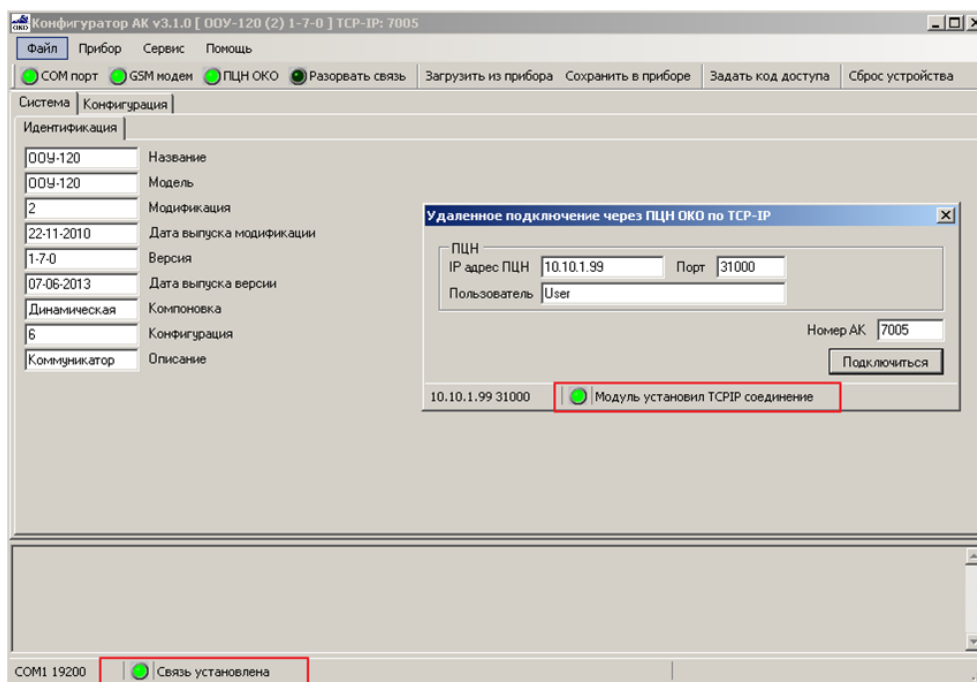 ОКО Конфигуратор АК v3.1.0 [ ООУ-120 (2) 1-7-0 ] TCP-IP: 7005
Файл Прибор Сервис Помощь
COM порт GSM модем ПЦН ОКО Разорвать связь Загрузить из прибора Сохранить в приборе Задать код доступа Сброс устройства
Система Конфигурация
Идентификация
ООУ-120 Название
ООУ-120 Модель
2 Модификация
22-11-2010 Дата выпуска модификации
1-7-0 Версия
07-06-2013 Дата выпуска версии
Динамическая Компоновка
6 Конфигурация
Коммуникатор Описание
Удаленное подключение через ПЦН ОКО по TCP-IP
ПЦН
IP адрес ПЦН 10.10.1.99 Порт 31000
Пользователь User
Номер АК 7005
Подключиться
10.10.1.99 31000 Модуль установил TCPIP соединение
COM1 19200 Связь установлена